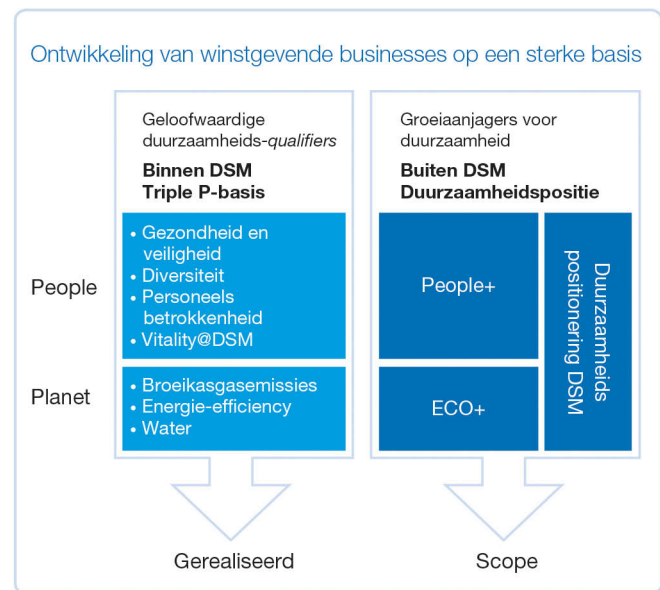 Ontwikkeling van winstgevende businesses op een sterke basis
Geloofwaardige
duurzaamheids-qualifiers
Binnen DSM
Triple P-basis
Groeiaanjagers voor
duurzaamheid
Buiten DSM
Duurzaamheidspositie
People
• Gezondheid en
veiligheid
• Diversiteit
• Personeels
betrokkenheid
• Vitality@DSM
People+
Duurzaamheids
positionering DSM
Planet
• Broeikasgasemissies
• Energie-efficiency
• Water
ECO+
Gerealiseerd
Scope